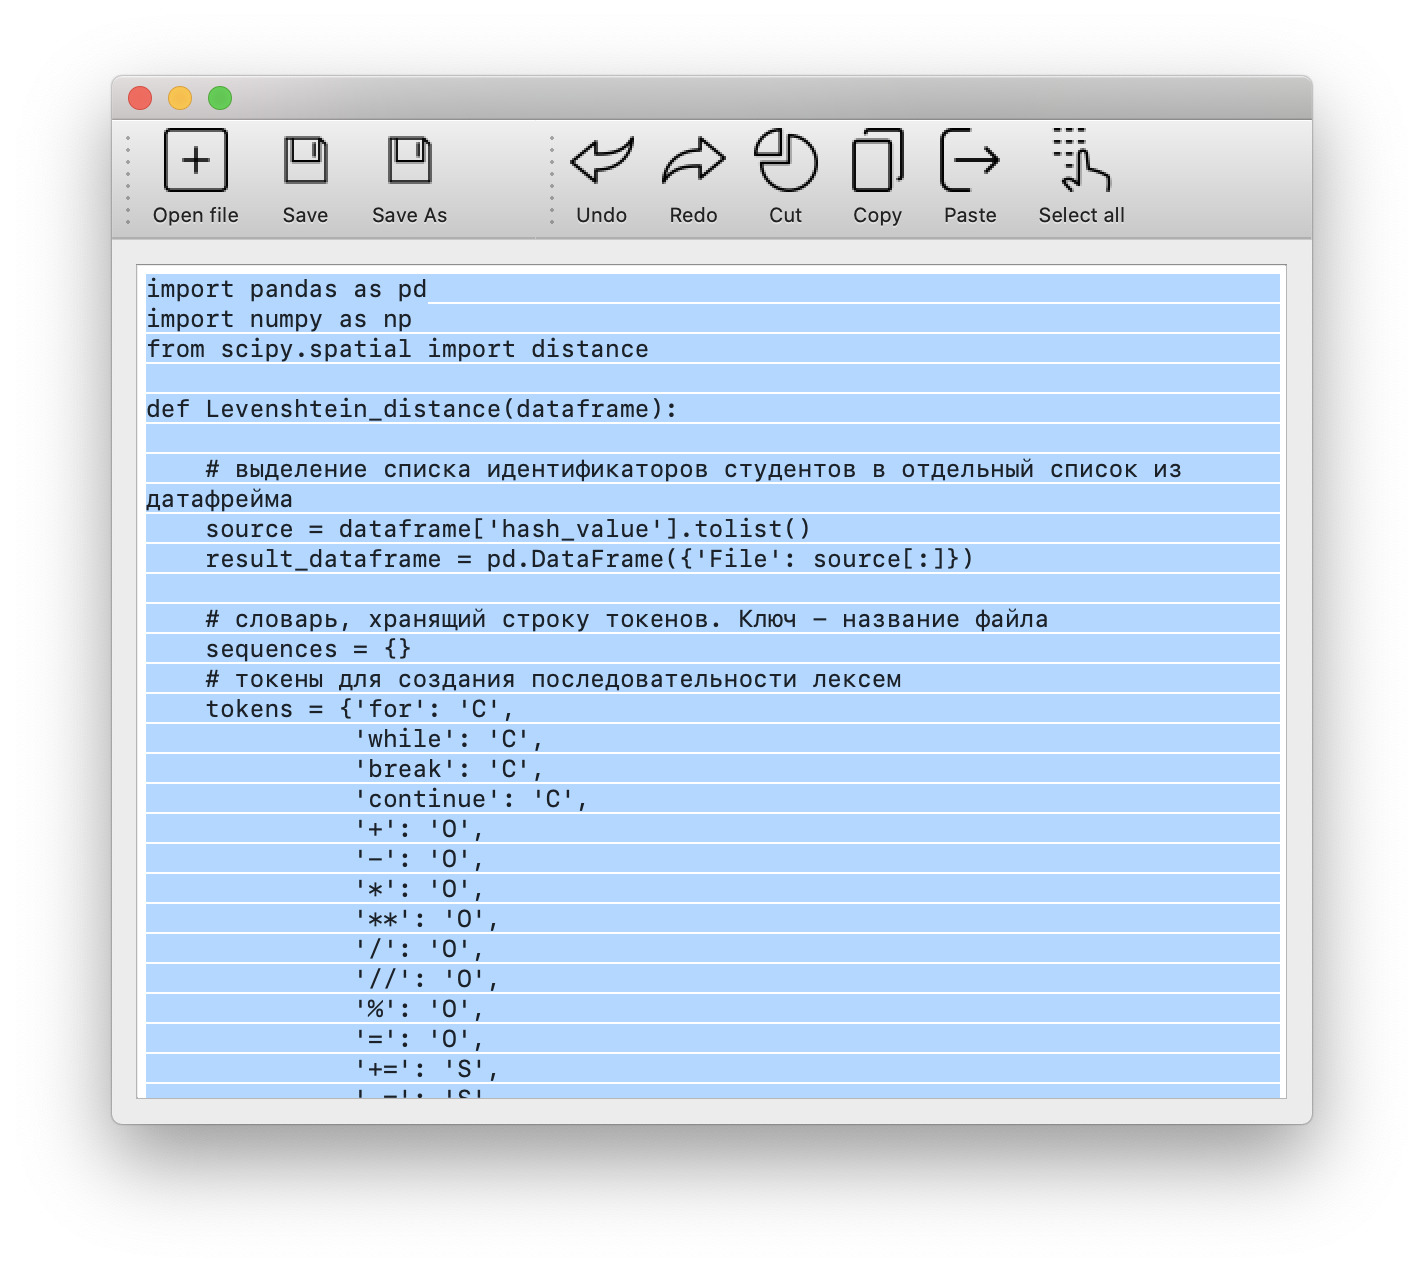 Open file Save Save As Undo Redo Cut Copy Paste Select all
import pandas as pd
import numpy as np
from scipy.spatial import distance
def Levenshtein_distance(dataframe):
# выделение списка идентификаторов студентов в отдельный список из
датафрейма
source = dataframe['hash_value'].tolist()
result_dataframe = pd.DataFrame({'File': source[:]})
# словарь, хранящий строку токенов. Ключ – название файла
sequences = {}
# токены для создания последовательности лексем
tokens = {'for': 'C',
'while': 'C',
'break': 'C',
'continue': 'C',
'+': 'O',
'-': 'O',
'*': 'O',
'**': 'O',
'/': 'O',
'//': 'O',
'%': 'O',
'=': 'O',
'+=': 'S',